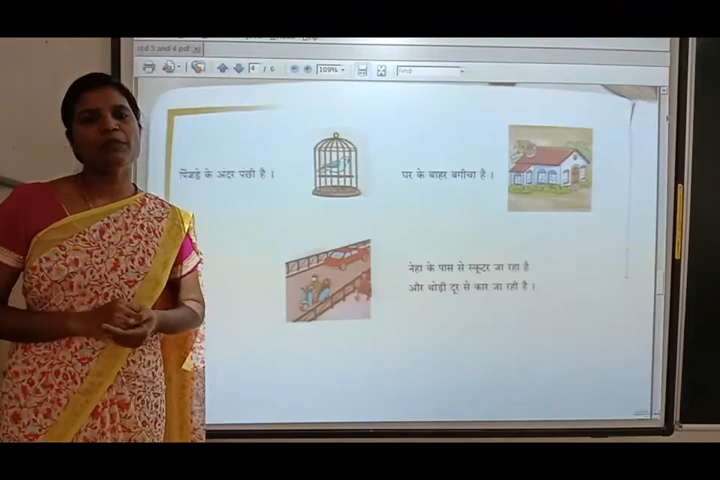 std 3 and 4 pdf
4 / 6
109%
Find
पिंजड़े के अंदर पंछी है ।
घर के बाहर बगीचा है ।
नेहा के पास से स्कूटर जा रहा है
और थोड़ी दूर से कार जा रही है ।